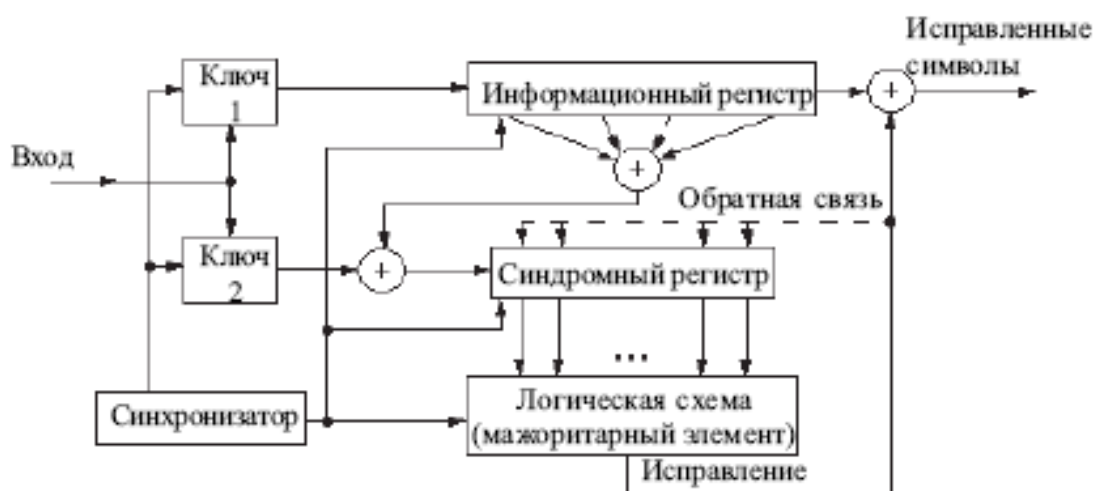 Исправленные
символы
Ключ
1
Информационный регистр
+
Вход
+
Обратная связь
Ключ
2
+
Синдромный регистр
...
Синхронизатор
Логическая схема
(мажоритарный элемент)
Исправление